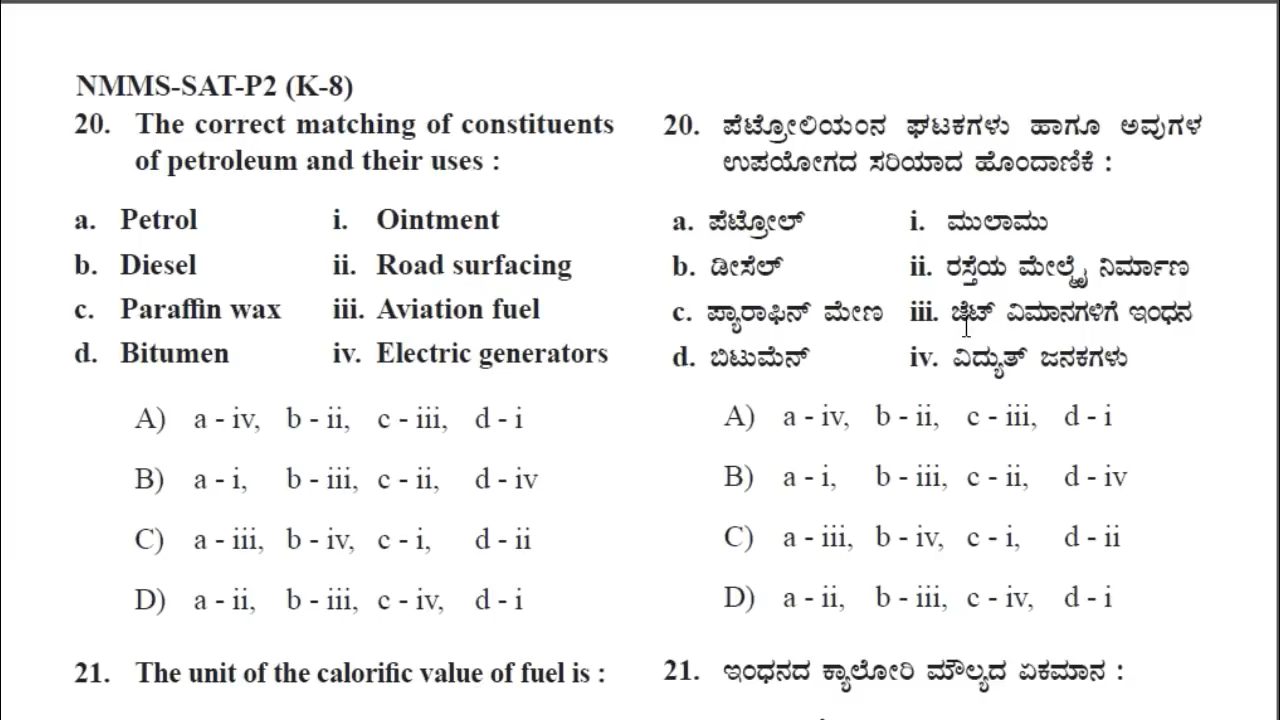 NMMS-SAT-P2 (K-8)
20. The correct matching of constituents
of petroleum and their uses :
a. Petrol i. Ointment
b. Diesel ii. Road surfacing
c. Paraffin wax iii. Aviation fuel
d. Bitumen iv. Electric generators
A) a - iv, b - ii, c - iii, d - i
B) a - i, b - iii, c - ii, d - iv
C) a - iii, b - iv, c - i, d - ii
D) a - ii, b - iii, c - iv, d - i
21. The unit of the calorific value of fuel is :
20. ಪೆಟ್ರೋಲಿಯಂನ ಘಟಕಗಳು ಹಾಗೂ ಅವುಗಳ
ಉಪಯೋಗದ ಸರಿಯಾದ ಹೊಂದಾಣಿಕೆ :
a. ಪೆಟ್ರೋಲ್ i. ಮುಲಾಮು
b. ಡೀಸೆಲ್ ii. ರಸ್ತೆಯ ಮೇಲ್ಮೈ ನಿರ್ಮಾಣ
c. ಪ್ಯಾರಾಫಿನ್ ಮೇಣ iii. ಜೆಟ್ ವಿಮಾನಗಳಿಗೆ ಇಂಧನ
d. ಬಿಟುಮೆನ್ iv. ವಿದ್ಯುತ್ ಜನಕಗಳು
A) a - iv, b - ii, c - iii, d - i
B) a - i, b - iii, c - ii, d - iv
C) a - iii, b - iv, c - i, d - ii
D) a - ii, b - iii, c - iv, d - i
21. ಇಂಧನದ ಕ್ಯಾಲೋರಿ ಮೌಲ್ಯದ ಏಕಮಾನ :